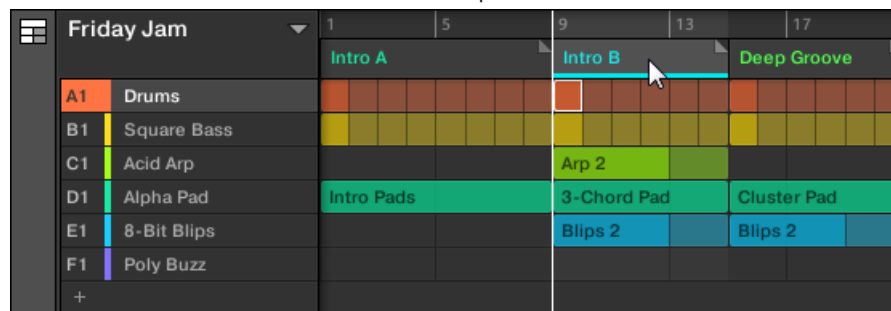 Friday Jam
1 5 9 13 17
Intro A Intro B Deep Groove
A1 Drums
B1 Square Bass
C1 Acid Arp Arp 2
D1 Alpha Pad Intro Pads 3-Chord Pad Cluster Pad
E1 8-Bit Blips Blips 2 Blips 2
F1 Poly Buzz
+